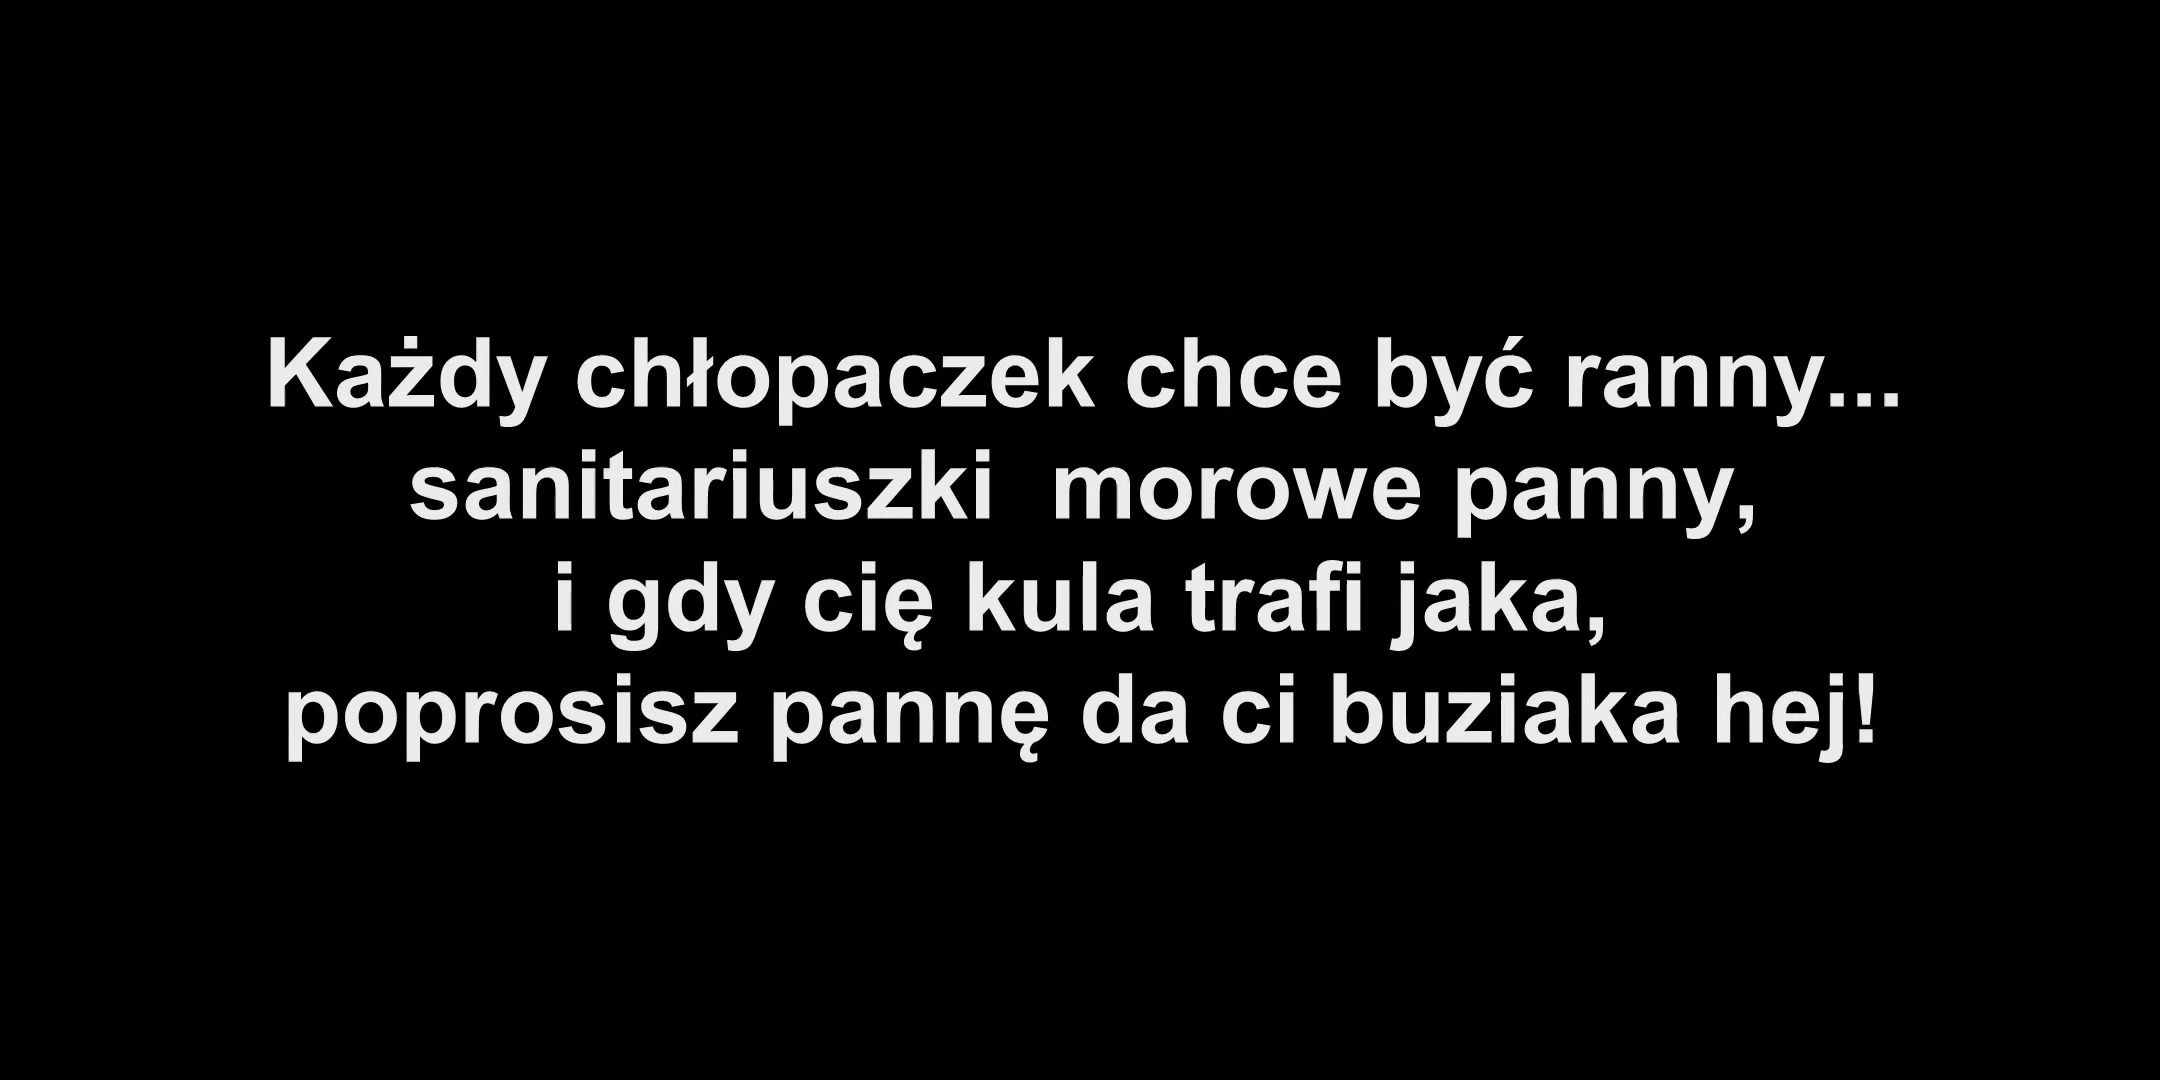 Każdy chłopaczek chce być ranny...
sanitariuszki  morowe panny,
i gdy cię kula trafi jaka,
poprosisz pannę da ci buziaka hej!